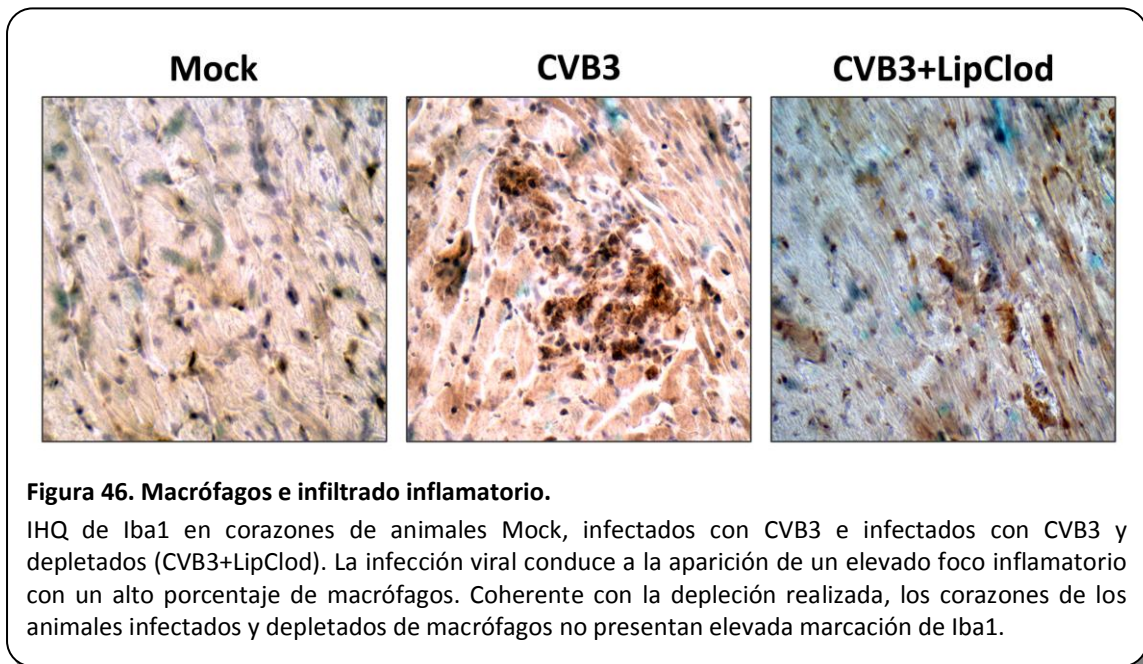 Mock
CVB3
CVB3+LipClod
Figura 46. Macrófagos e infiltrado inflamatorio.
IHQ de Iba1 en corazones de animales Mock, infectados con CVB3 e infectados con CVB3 y
depletados (CVB3+LipClod). La infección viral conduce a la aparición de un elevado foco inflamatorio
con un alto porcentaje de macrófagos. Coherente con la depleción realizada, los corazones de los
animales infectados y depletados de macrófagos no presentan elevada marcación de Iba1.